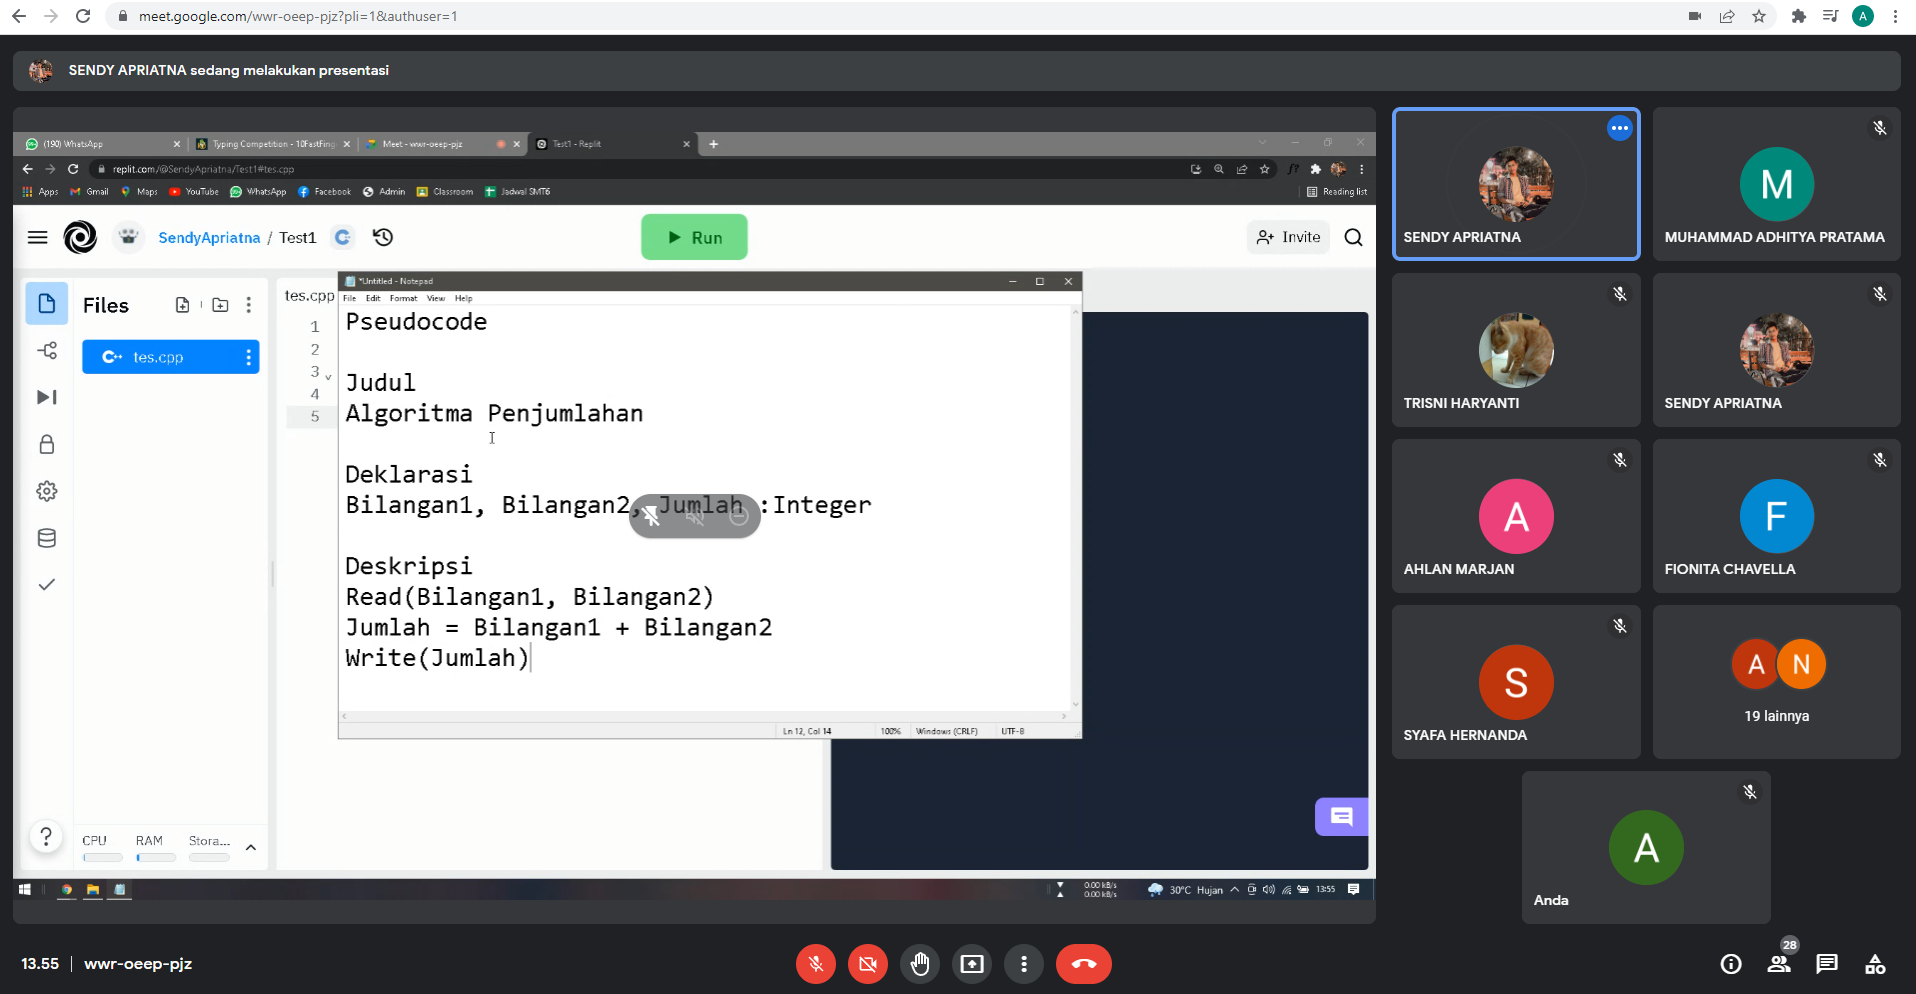 meet.google.com/wwr-oeep-pjz?pli=1&authuser=1
A
SENDY APRIATNA sedang melakukan presentasi
(190) WhatsApp
Typing Competition - 10FastFing
Meet - wwr-oeep-pjz
Test1 - Replit
replit.com/@SendyApriatna/Test1#tes.cpp
Apps Gmail Maps YouTube WhatsApp Facebook Classroom Admin Jadwal SMT6 Reading list
SendyApriatna / Test1
Run
Invite
Files
tes.cpp
tes.cpp
1
2
3
4
5
*Untitled - Notepad
File Edit Format View Help
Pseudocode
Judul
Algoritma Penjumlahan
Deklarasi
Bilangan1, Bilangan2, Jumlah :Integer
Deskripsi
Read(Bilangan1, Bilangan2)
Jumlah = Bilangan1 + Bilangan2
Write(Jumlah)
Ln 12, Col 14 100% Windows (CRLF) UTF-8
?
CPU RAM Stora...
0.00 kB/s
0.00 kB/s
30°C Hujan 13:55
SENDY APRIATNA
M
MUHAMMAD ADHITYA PRATAMA
TRISNI HARYANTI
SENDY APRIATNA
A
AHLAN MARJAN
F
FIONITA CHAVELLA
S
SYAFA HERNANDA
A N
19 lainnya
A
Anda
13.55 | wwr-oeep-pjz
28